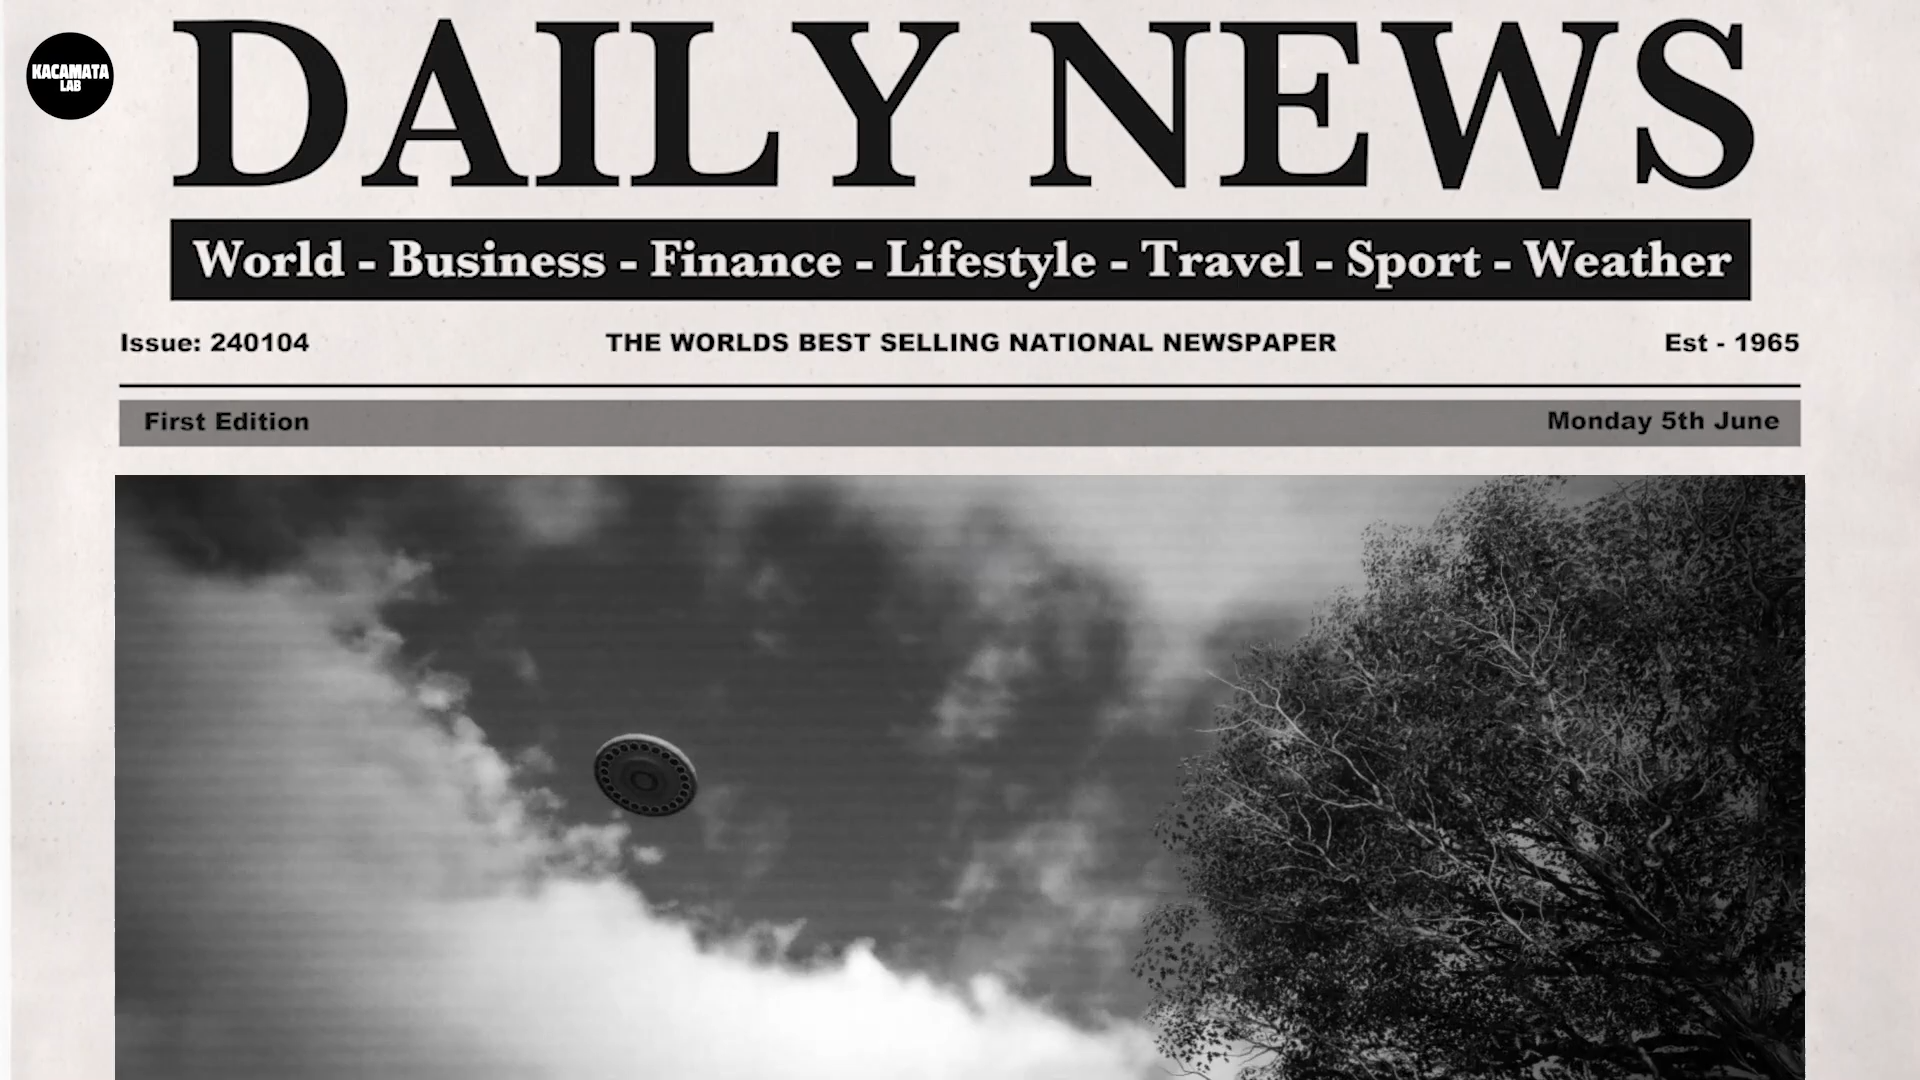 KACAMATA
LAB
DAILY NEWS
World - Business - Finance - Lifestyle - Travel - Sport - Weather
Issue: 240104 THE WORLDS BEST SELLING NATIONAL NEWSPAPER Est - 1965
First Edition Monday 5th June